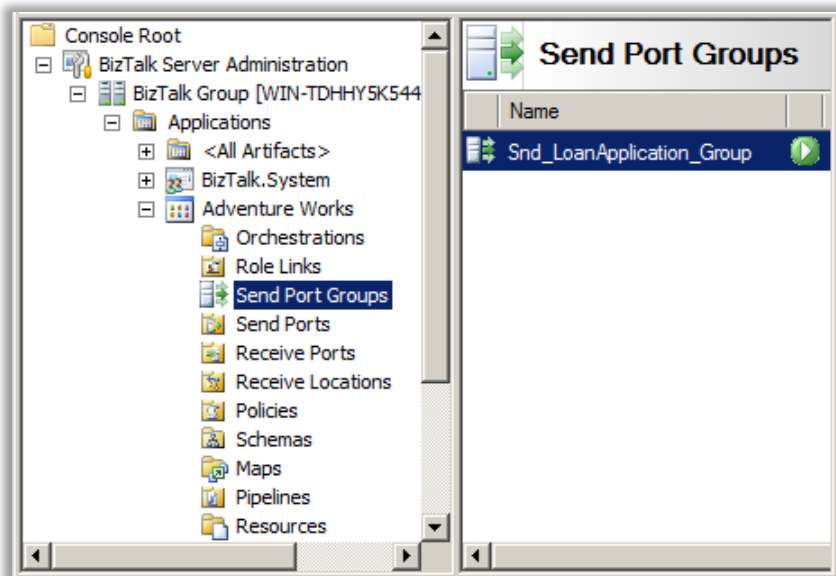 Console Root
BizTalk Server Administration
BizTalk Group [WIN-TDHHY5K544
Applications
<All Artifacts>
BizTalk.System
Adventure Works
Orchestrations
Role Links
Send Port Groups
Send Ports
Receive Ports
Receive Locations
Policies
Schemas
Maps
Pipelines
Resources
Send Port Groups
Name
Snd_LoanApplication_Group